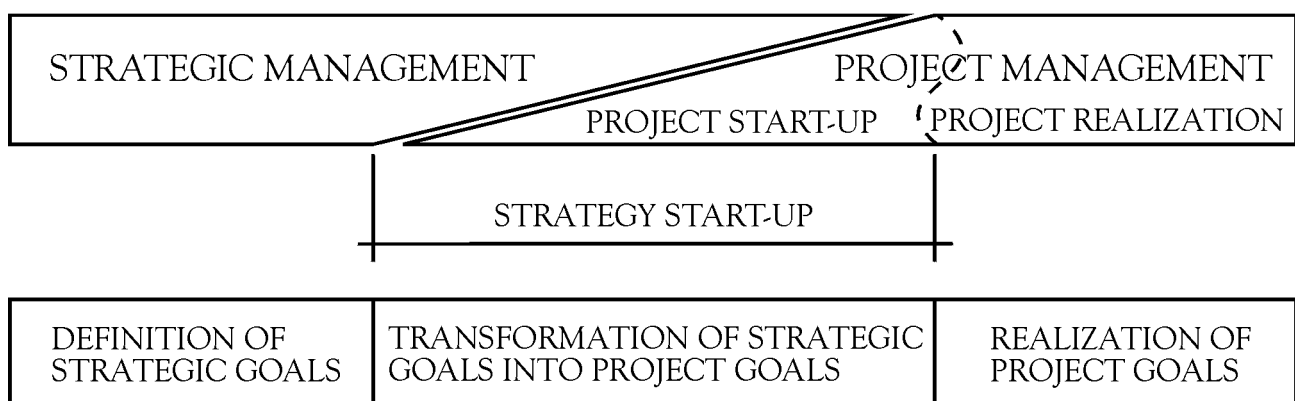 STRATEGIC MANAGEMENT
PROJECT MANAGEMENT
PROJECT START-UP
PROJECT REALIZATION
STRATEGY START-UP
DEFINITION OF
STRATEGIC GOALS
TRANSFORMATION OF STRATEGIC
GOALS INTO PROJECT GOALS
REALIZATION OF
PROJECT GOALS